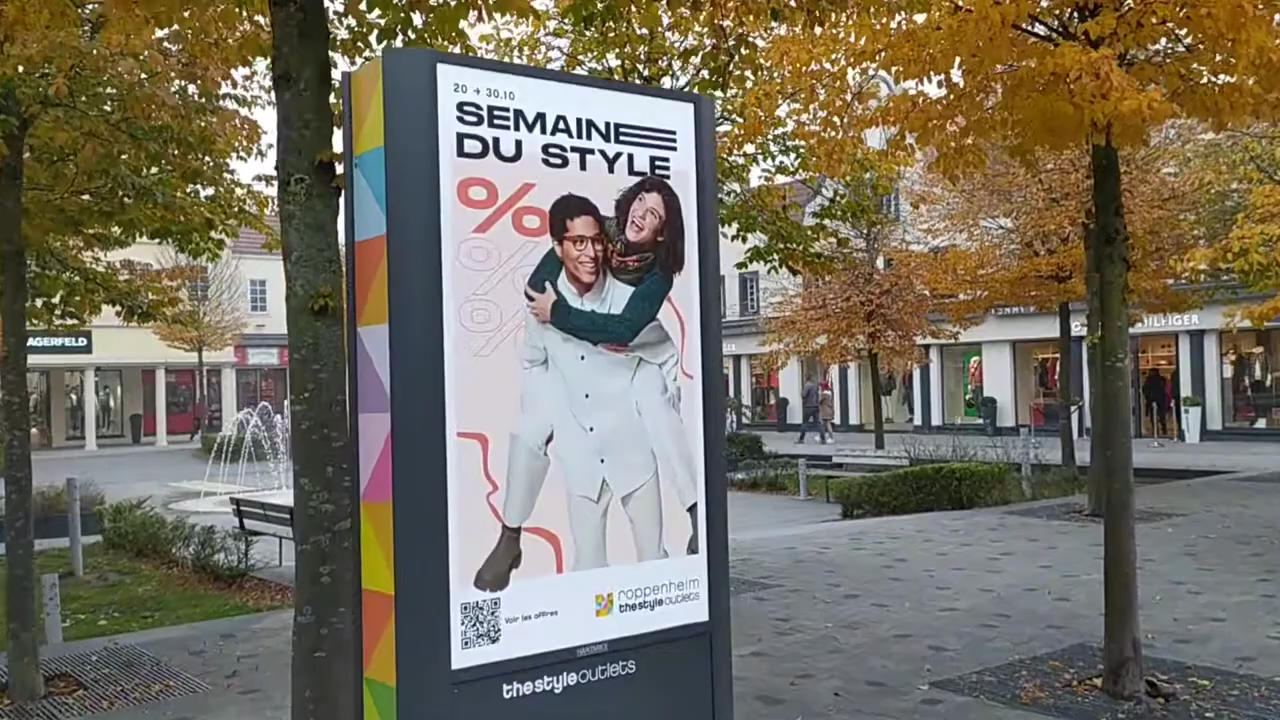 20 → 30.10
SEMAINE
DU STYLE
%
%
%
Voir les offres
roppenheim
thestyleoutlets
thestyleoutlets
AGERFELD
HILFIGER